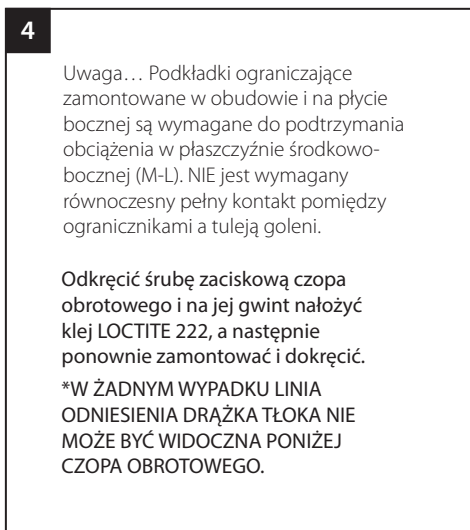 4
Uwaga… Podkładki ograniczające
zamontowane w obudowie i na płycie
bocznej są wymagane do podtrzymania
obciążenia w płaszczyźnie środkowo-
bocznej (M-L). NIE jest wymagany
równoczesny pełny kontakt pomiędzy
ogranicznikami a tuleją goleni.
Odkręcić śrubę zaciskową czopa
obrotowego i na jej gwint nałożyć
klej LOCTITE 222, a następnie
ponownie zamontować i dokręcić.
*W ŻADNYM WYPADKU LINIA
ODNIESIENIA DRĄŻKA TŁOKA NIE
MOŻE BYĆ WIDOCZNA PONIŻEJ
CZOPA OBROTOWEGO.